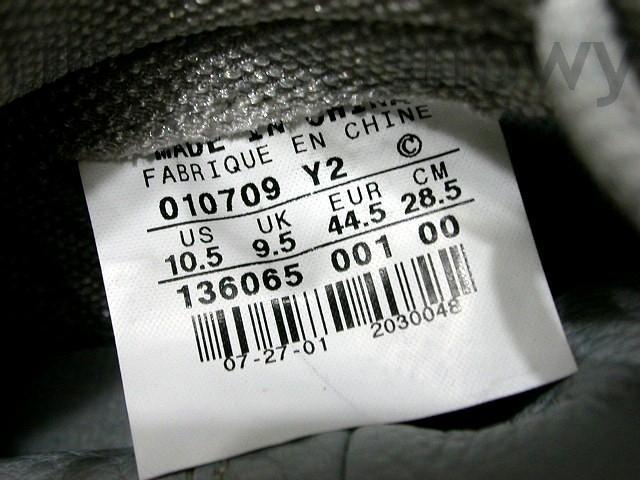 MADE IN CHINA
FABRIQUE EN CHINE
010709 Y2 ©
US UK EUR CM
10.5 9.5 44.5 28.5
136065 001 00
07-27-01 2030048